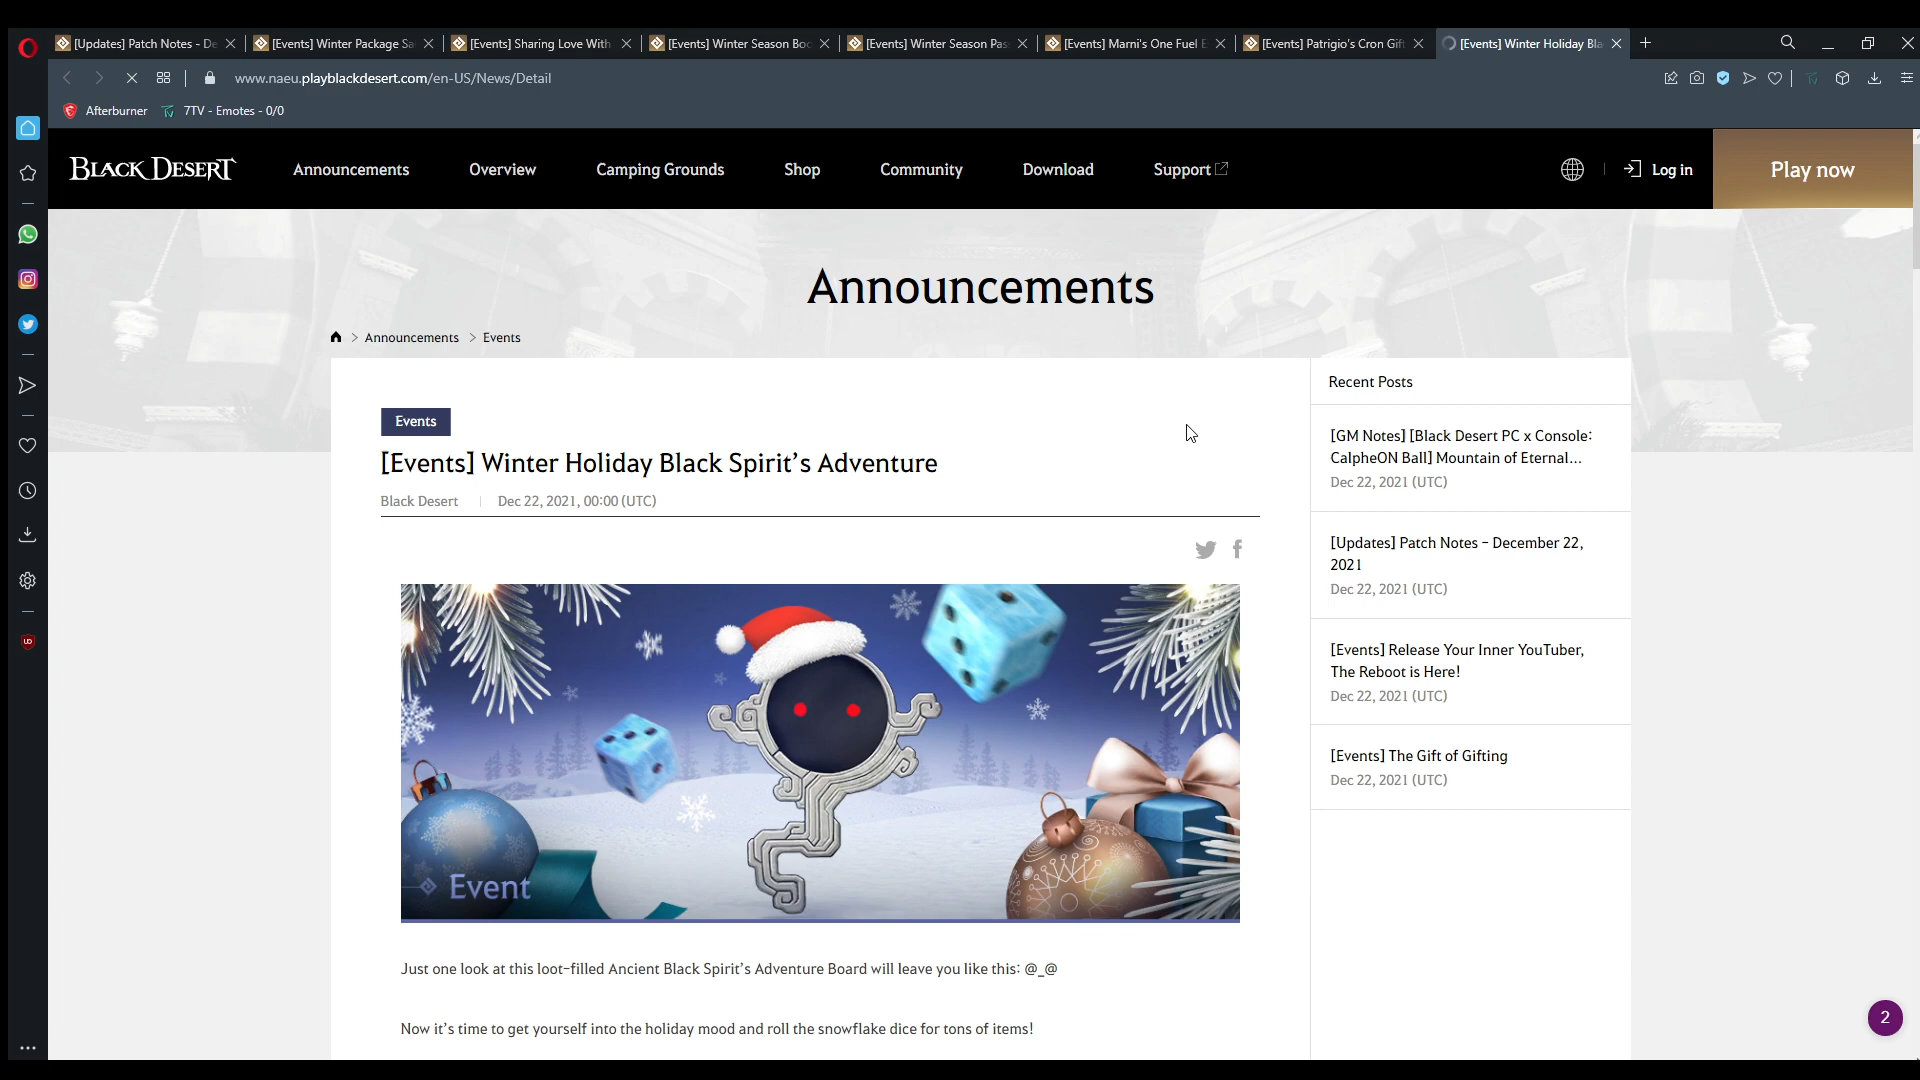 [Updates] Patch Notes - De
[Events] Winter Package Sa
[Events] Sharing Love With
[Events] Winter Season Boo
[Events] Winter Season Pas
[Events] Marni's One Fuel E
[Events] Patrigio's Cron Gift
[Events] Winter Holiday Bla
www.naeu.playblackdesert.com/en-US/News/Detail
Afterburner
7TV - Emotes - 0/0
BLACK DESERT
Announcements
Overview
Camping Grounds
Shop
Community
Download
Support
Log in
Play now
Announcements
> Announcements > Events
Events
[Events] Winter Holiday Black Spirit's Adventure
Black Desert | Dec 22, 2021, 00:00 (UTC)
Event
Just one look at this loot-filled Ancient Black Spirit's Adventure Board will leave you like this: @_@
Now it's time to get yourself into the holiday mood and roll the snowflake dice for tons of items!
Recent Posts
[GM Notes] [Black Desert PC x Console:
CalpheON Ball] Mountain of Eternal...
Dec 22, 2021 (UTC)
[Updates] Patch Notes - December 22,
2021
Dec 22, 2021 (UTC)
[Events] Release Your Inner YouTuber,
The Reboot is Here!
Dec 22, 2021 (UTC)
[Events] The Gift of Gifting
Dec 22, 2021 (UTC)
2